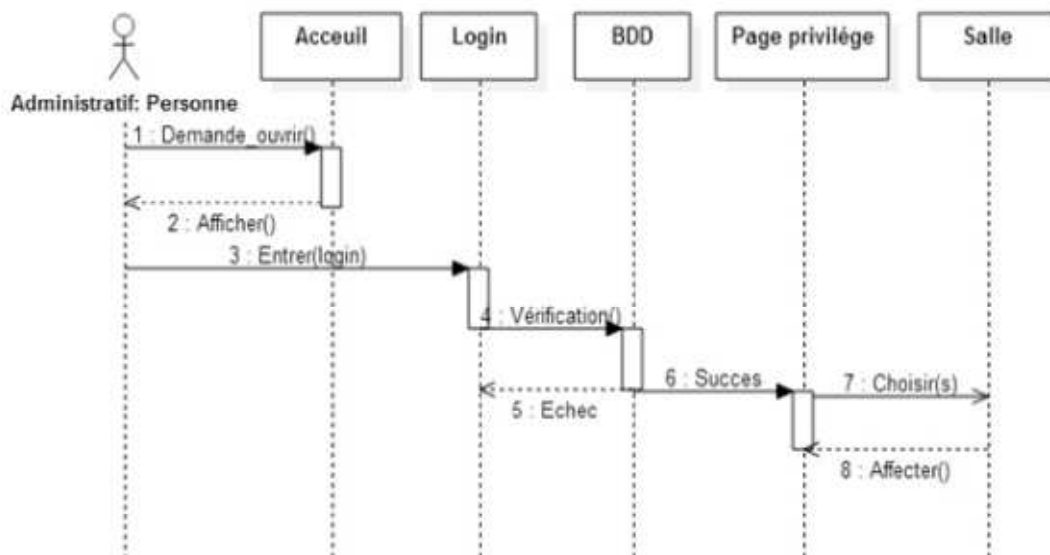 Acceuil
Login
BDD
Page privilége
Salle
Administratif: Personne
1 : Demande_ouvrir()
2 : Afficher()
3 : Entrer(login)
4 : Vérification()
5 : Echec
6 : Succes
7 : Choisir(s)
8 : Affecter()